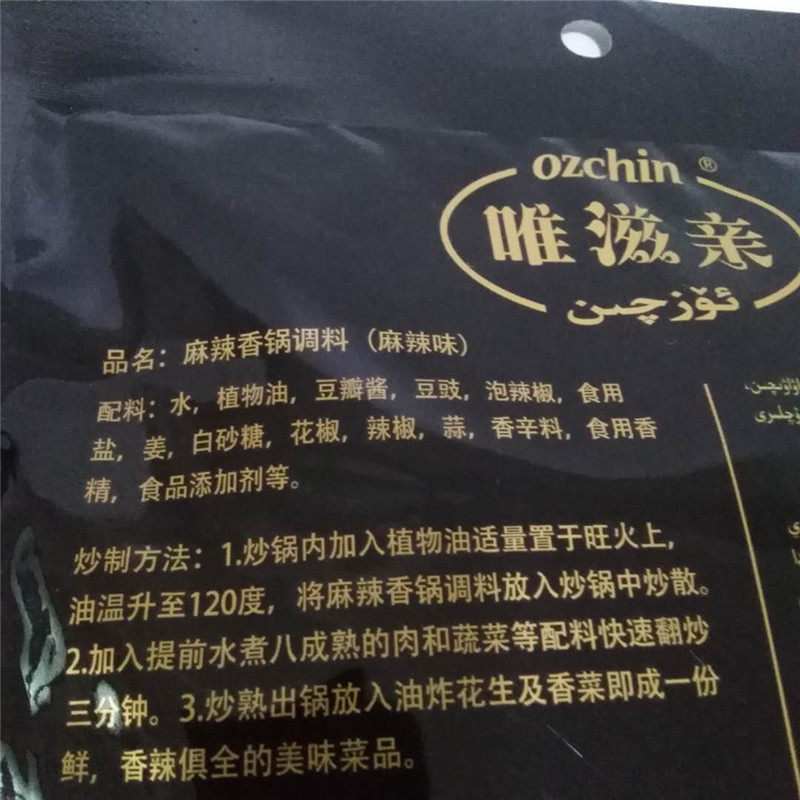 ozchin®
唯滋亲
ئۆزچىن
品名：麻辣香锅调料（麻辣味）
配料：水，植物油，豆瓣酱，豆豉，泡辣椒，食用
盐，姜，白砂糖，花椒，辣椒，蒜，香辛料，食用香
精，食品添加剂等。
炒制方法：1.炒锅内加入植物油适量置于旺火上，
油温升至120度，将麻辣香锅调料放入炒锅中炒散。
2.加入提前水煮八成熟的肉和蔬菜等配料快速翻炒
三分钟。3.炒熟出锅放入油炸花生及香菜即成一份
鲜，香辣俱全的美味菜品。